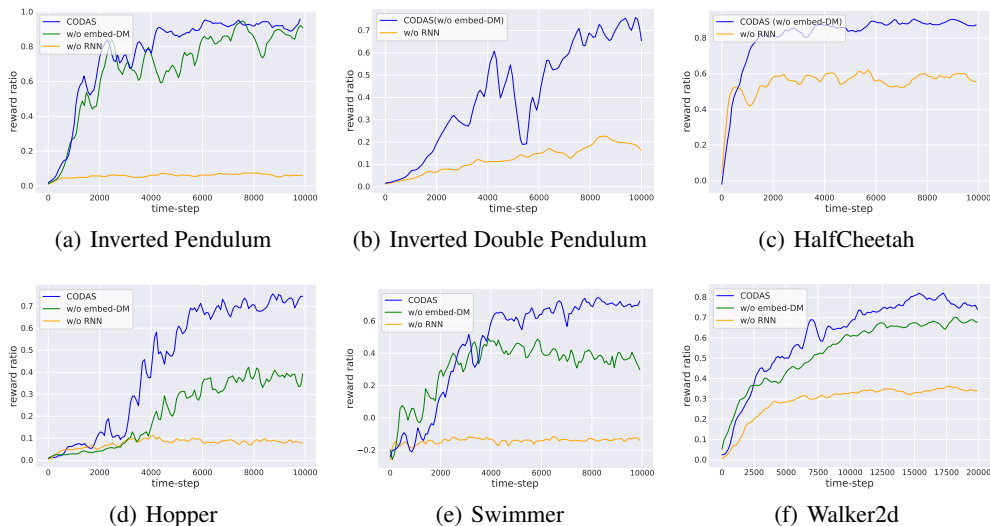 CODAS
w/o embed-DM
w/o RNN
reward ratio
1.0
0.8
0.6
0.4
0.2
0.0
0 2000 4000 6000 8000 10000
time-step
(a) Inverted Pendulum
CODAS(w/o embed-DM)
w/o RNN
reward ratio
0.7
0.6
0.5
0.4
0.3
0.2
0.1
0.0
0 2000 4000 6000 8000 10000
time-step
(b) Inverted Double Pendulum
CODAS (w/o embed-DM)
w/o RNN
reward ratio
0.8
0.6
0.4
0.2
0.0
0 2000 4000 6000 8000 10000
time-step
(c) HalfCheetah
CODAS
w/o embed-DM
w/o RNN
reward ratio
0.7
0.6
0.5
0.4
0.3
0.2
0.1
0.0
0 2000 4000 6000 8000 10000
time-step
(d) Hopper
CODAS
w/o embed-DM
w/o RNN
reward ratio
0.6
0.4
0.2
0.0
−0.2
0 2000 4000 6000 8000 10000
time-step
(e) Swimmer
CODAS
w/o embed-DM
w/o RNN
reward ratio
0.8
0.7
0.6
0.5
0.4
0.3
0.2
0.1
0.0
0 2500 5000 7500 10000 12500 15000 17500 20000
time-step
(f) Walker2d